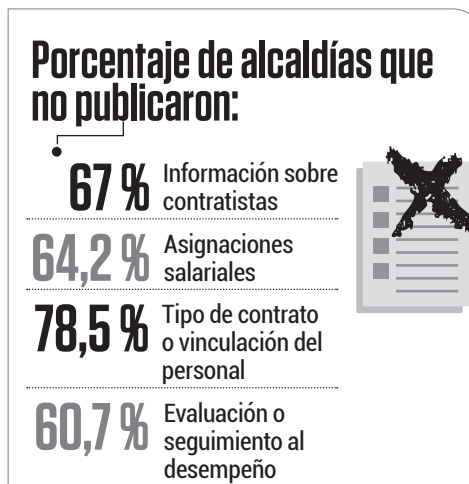 Porcentaje de alcaldías que
no publicaron:
67 % Información sobre
contratistas
64,2 % Asignaciones
salariales
78,5 % Tipo de contrato
o vinculación del
personal
60,7 % Evaluación o
seguimiento al
desempeño